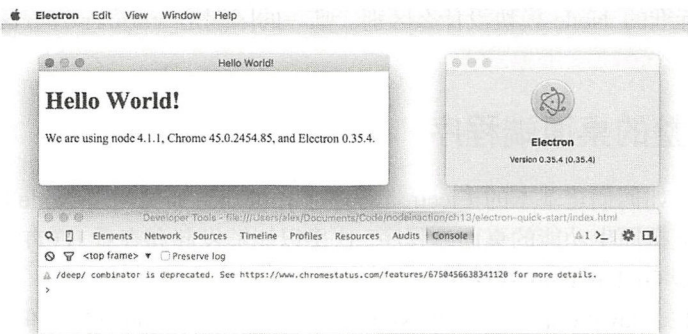 Electron Edit View Window Help
Hello World!
Hello World!
We are using node 4.1.1, Chrome 45.0.2454.85, and Electron 0.35.4.
Electron
Version 0.35.4 (0.35.4)
Developer Tools - file:///Users/alex/Documents/Code/nodeinaction/ch13/electron-quick-start/index.html
Elements Network Sources Timeline Profiles Resources Audits Console 1
<top frame> ▼ Preserve log
/deep/ combinator is deprecated. See https://www.chromestatus.com/features/6750456638341120 for more details.
>